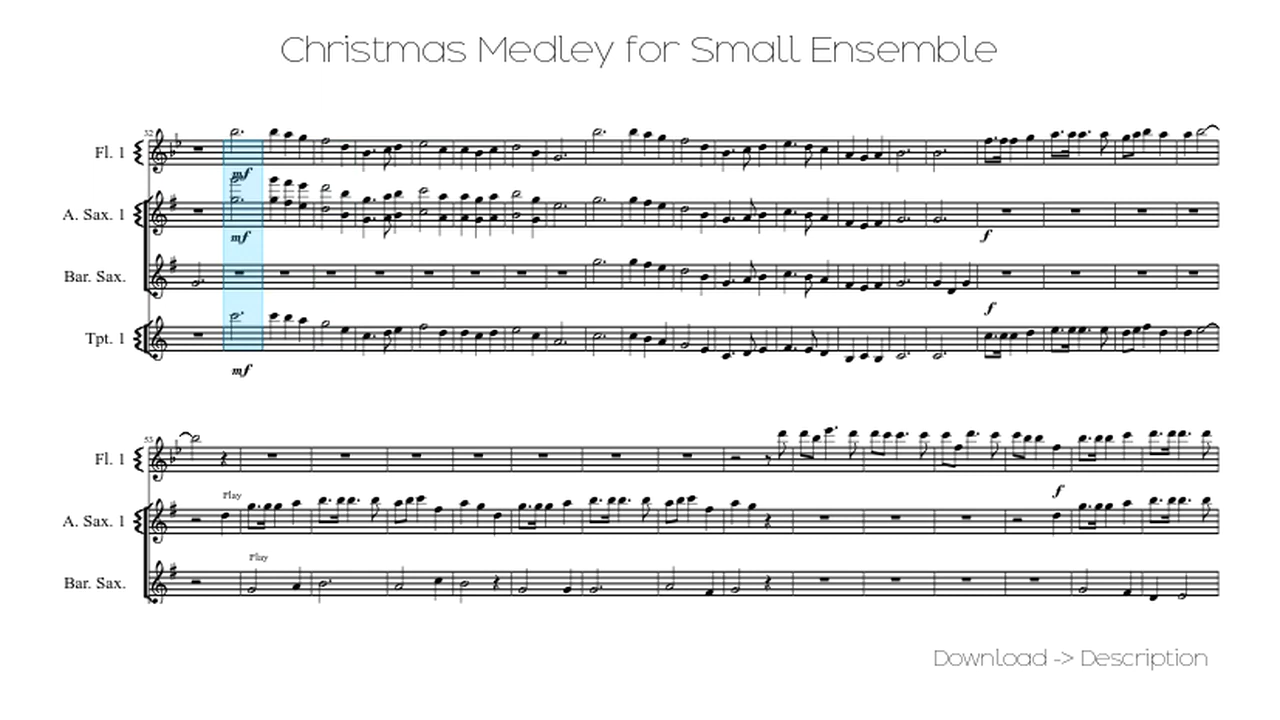 Christmas Medley for Small Ensemble
32
Fl. 1
mf
A. Sax. 1
mf
f
Bar. Sax.
f
Tpt. 1
mf
53
Fl. 1
f
Play
A. Sax. 1
Play
Bar. Sax.
Download -> Description